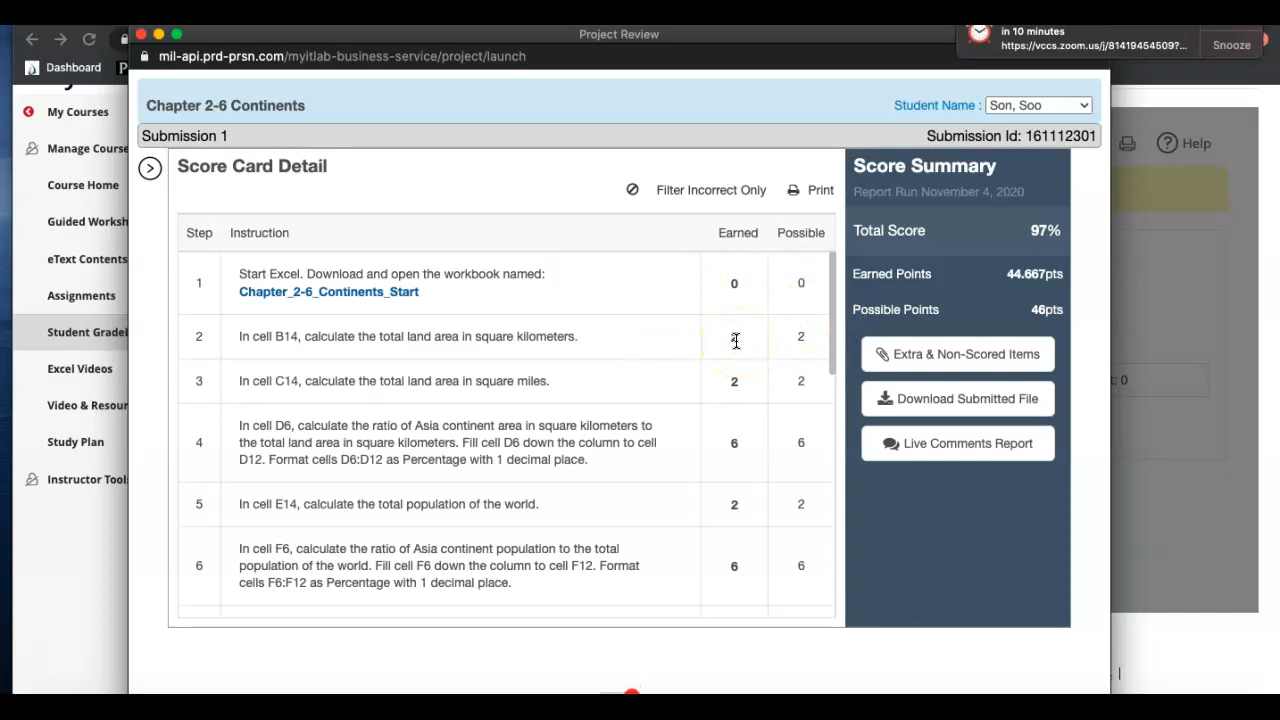 Project Review
in 10 minutes
https://vccs.zoom.us/j/81419454509?...
Snooze
mil-api.prd-prsn.com/myitlab-business-service/project/launch
Dashboard
P
My Courses
Manage Course
Course Home
Guided Worksh
eText Contents
Assignments
Student Gradeb
Excel Videos
Video & Resour
Study Plan
Instructor Tools
Help
Chapter 2-6 Continents
Student Name : Son, Soo
Submission 1
Submission Id: 161112301
Score Card Detail
Filter Incorrect Only
Print
Step Instruction Earned Possible
1 Start Excel. Download and open the workbook named:
Chapter_2-6_Continents_Start
0 0
2 In cell B14, calculate the total land area in square kilometers. 2
3 In cell C14, calculate the total land area in square miles. 2 2
4 In cell D6, calculate the ratio of Asia continent area in square kilometers to
the total land area in square kilometers. Fill cell D6 down the column to cell
D12. Format cells D6:D12 as Percentage with 1 decimal place.
6 6
5 In cell E14, calculate the total population of the world. 2 2
6 In cell F6, calculate the ratio of Asia continent population to the total
population of the world. Fill cell F6 down the column to cell F12. Format
cells F6:F12 as Percentage with 1 decimal place.
6 6
Score Summary
Report Run November 4, 2020
Total Score 97%
Earned Points 44.667pts
Possible Points 46pts
Extra & Non-Scored Items
Download Submitted File
Live Comments Report
: 0